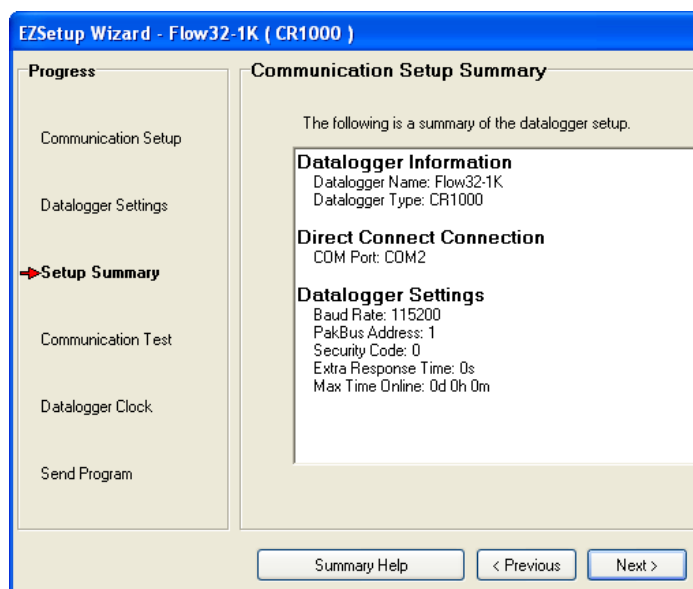 EZSetup Wizard - Flow32-1K ( CR1000 )
Progress
Communication Setup
Datalogger Settings
Setup Summary
Communication Test
Datalogger Clock
Send Program
Communication Setup Summary
The following is a summary of the datalogger setup.
Datalogger Information
Datalogger Name: Flow32-1K
Datalogger Type: CR1000
Direct Connect Connection
COM Port: COM2
Datalogger Settings
Baud Rate: 115200
PakBus Address: 1
Security Code: 0
Extra Response Time: 0s
Max Time Online: 0d 0h 0m
Summary Help
< Previous
Next >